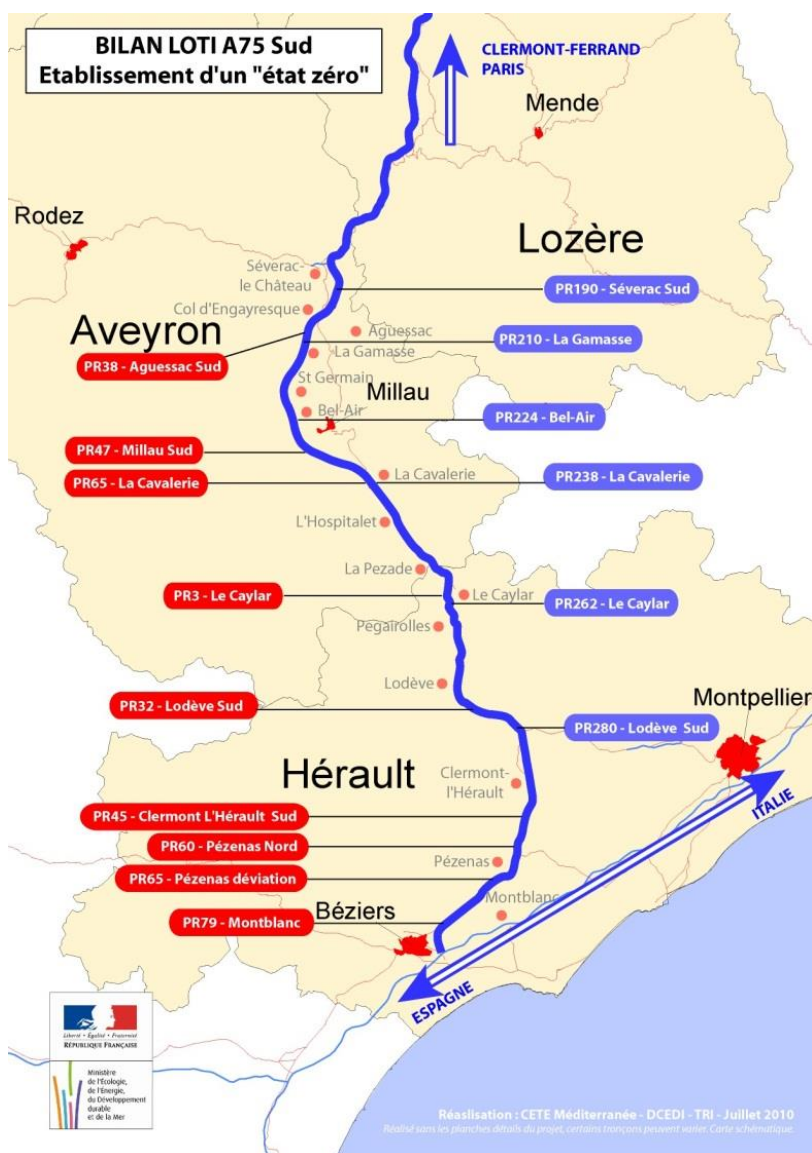 BILAN LOTI A75 Sud
Etablissement d'un "état zéro"
CLERMONT-FERRAND
PARIS
Mende
Rodez
Lozère
Séverac-
le Château
PR190 - Séverac Sud
Col d'Engayresque
Aveyron
Aguessac
PR210 - La Gamasse
La Gamasse
PR38 - Aguessac Sud
St Germain
Millau
Bel-Air
PR224 - Bel-Air
PR47 - Millau Sud
La Cavalerie
PR238 - La Cavalerie
PR65 - La Cavalerie
L'Hospitalet
La Pezade
PR3 - Le Caylar
Le Caylar
PR262 - Le Caylar
Pegairolles
Lodève
Montpellier
PR32 - Lodève Sud
PR280 - Lodève Sud
Hérault
Clermont-
l'Hérault
ITALIE
PR45 - Clermont L'Hérault Sud
PR60 - Pézenas Nord
Pézenas
PR65 - Pézenas déviation
Montblanc
Béziers
PR79 - Montblanc
ESPAGNE
Liberté • Égalité • Fraternité
RÉPUBLIQUE FRANÇAISE
Ministère
de l'Écologie,
de l'Énergie,
du Développement
durable
et de la Mer
Réasilation : CETE Méditerranée - DCEDI - TRI - Juillet 2010
Réalisé sans les planches détails du projet, certains tronçons peuvent varier. Carte schématique.